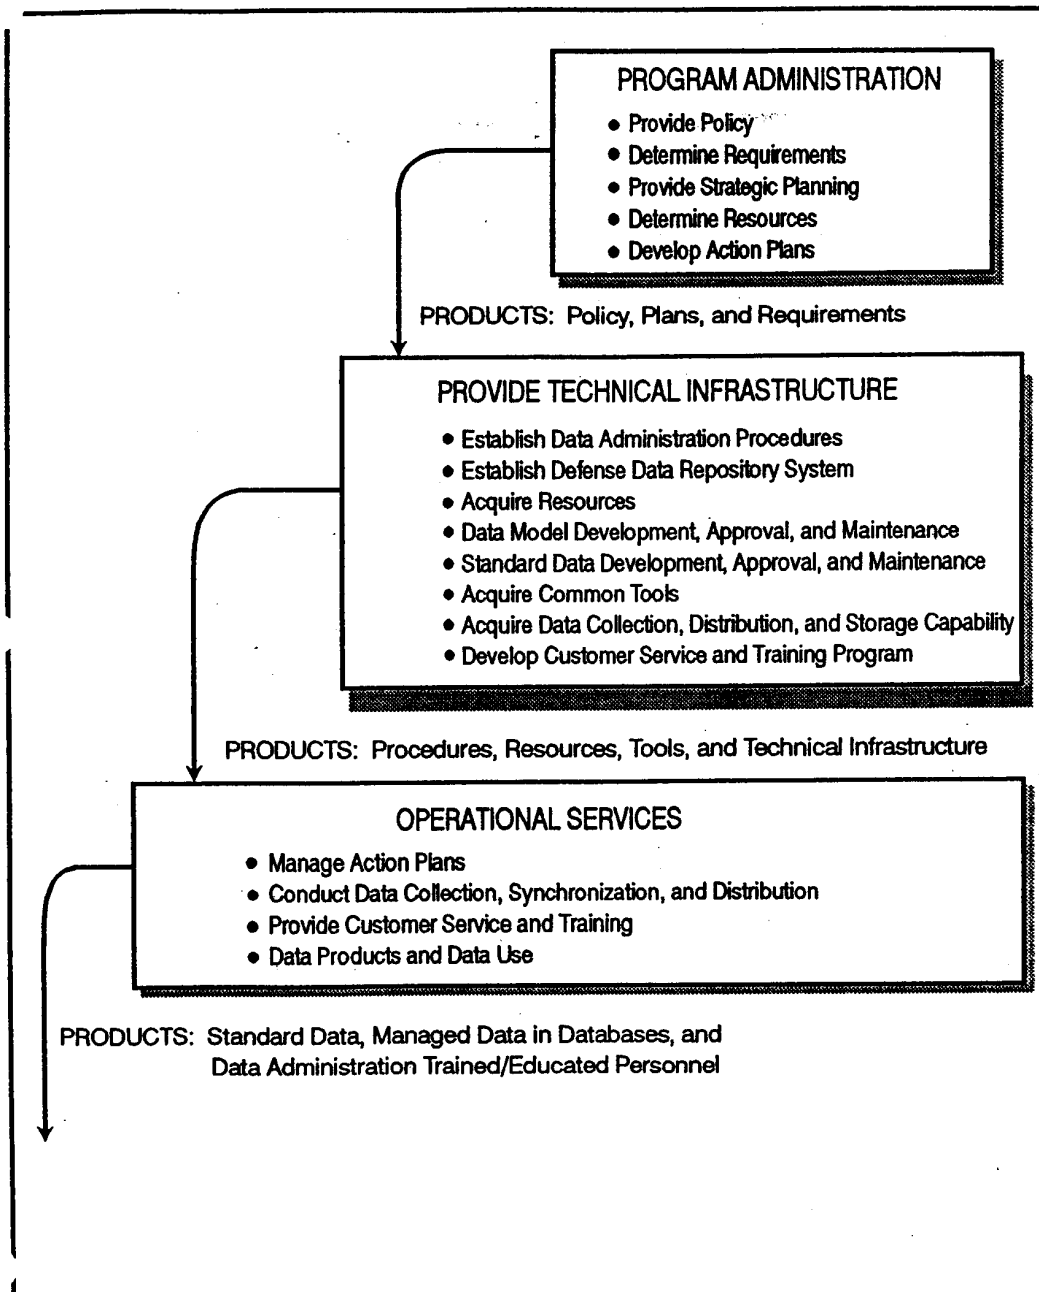 PROGRAM ADMINISTRATION
• Provide Policy
• Determine Requirements
• Provide Strategic Planning
• Determine Resources
• Develop Action Plans
PRODUCTS: Policy, Plans, and Requirements
PROVIDE TECHNICAL INFRASTRUCTURE
• Establish Data Administration Procedures
• Establish Defense Data Repository System
• Acquire Resources
• Data Model Development, Approval, and Maintenance
• Standard Data Development, Approval, and Maintenance
• Acquire Common Tools
• Acquire Data Collection, Distribution, and Storage Capability
• Develop Customer Service and Training Program
PRODUCTS: Procedures, Resources, Tools, and Technical Infrastructure
OPERATIONAL SERVICES
• Manage Action Plans
• Conduct Data Collection, Synchronization, and Distribution
• Provide Customer Service and Training
• Data Products and Data Use
PRODUCTS: Standard Data, Managed Data in Databases, and
Data Administration Trained/Educated Personnel